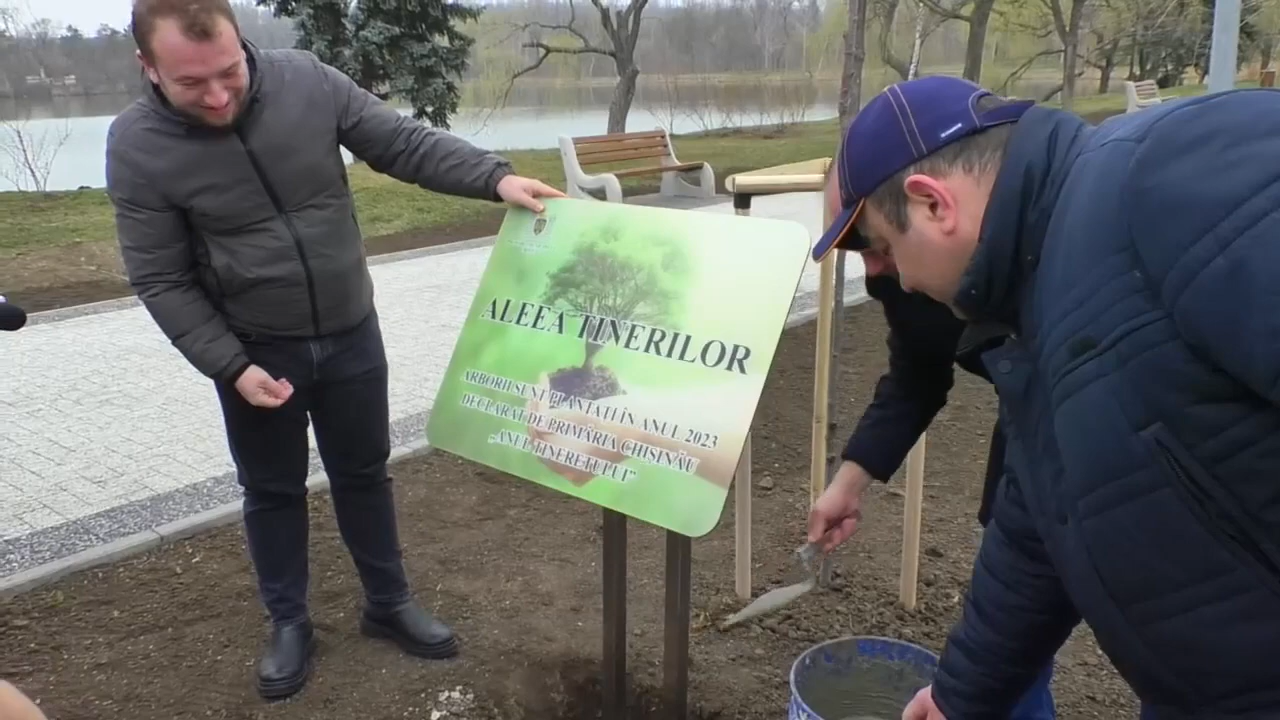 ALEEA TINERILOR
ARBORII SUNT PLANTAȚI ÎN ANUL 2023
DECLARAT DE PRIMĂRIA CHIȘINĂU
„ANUL TINERETULUI”